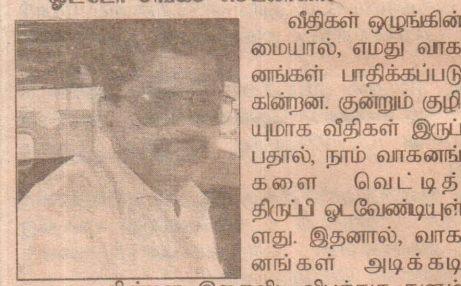 வீதிகள் ஒழுங்கின்
மையால், எமது வாக
னங்கள் பாதிக்கப்படு
கின்றன. குன்றும் குழி
யுமாக வீதிகள் இருப்
பதால், நாம் வாகனங்
களை வெட்டித்
திருப்பி ஓடவேண்டியுள்
ளது. இதனால், வாக
னங்கள் அடிக்கடி